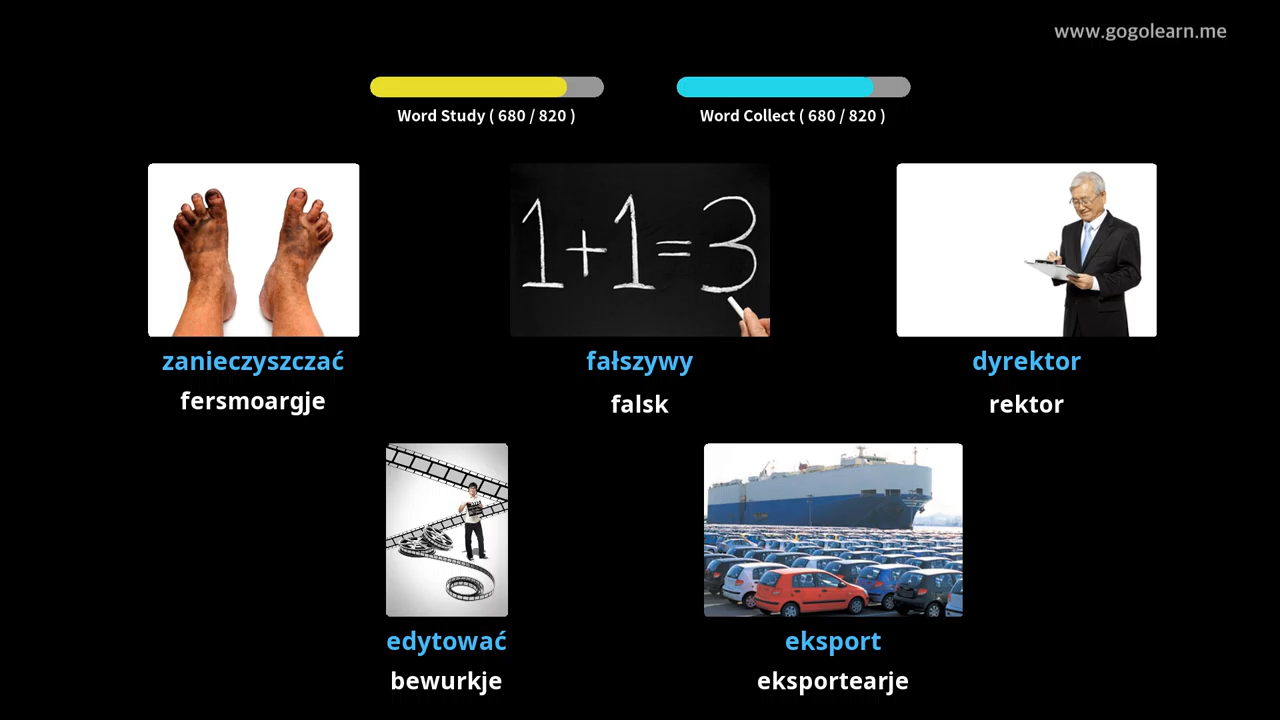 www.gogolearn.me
Word Study ( 680 / 820 )
Word Collect ( 680 / 820 )
1+1=3
zanieczyszczać
fersmoargje
fałszywy
falsk
dyrektor
rektor
edytować
bewurkje
eksport
eksportearje